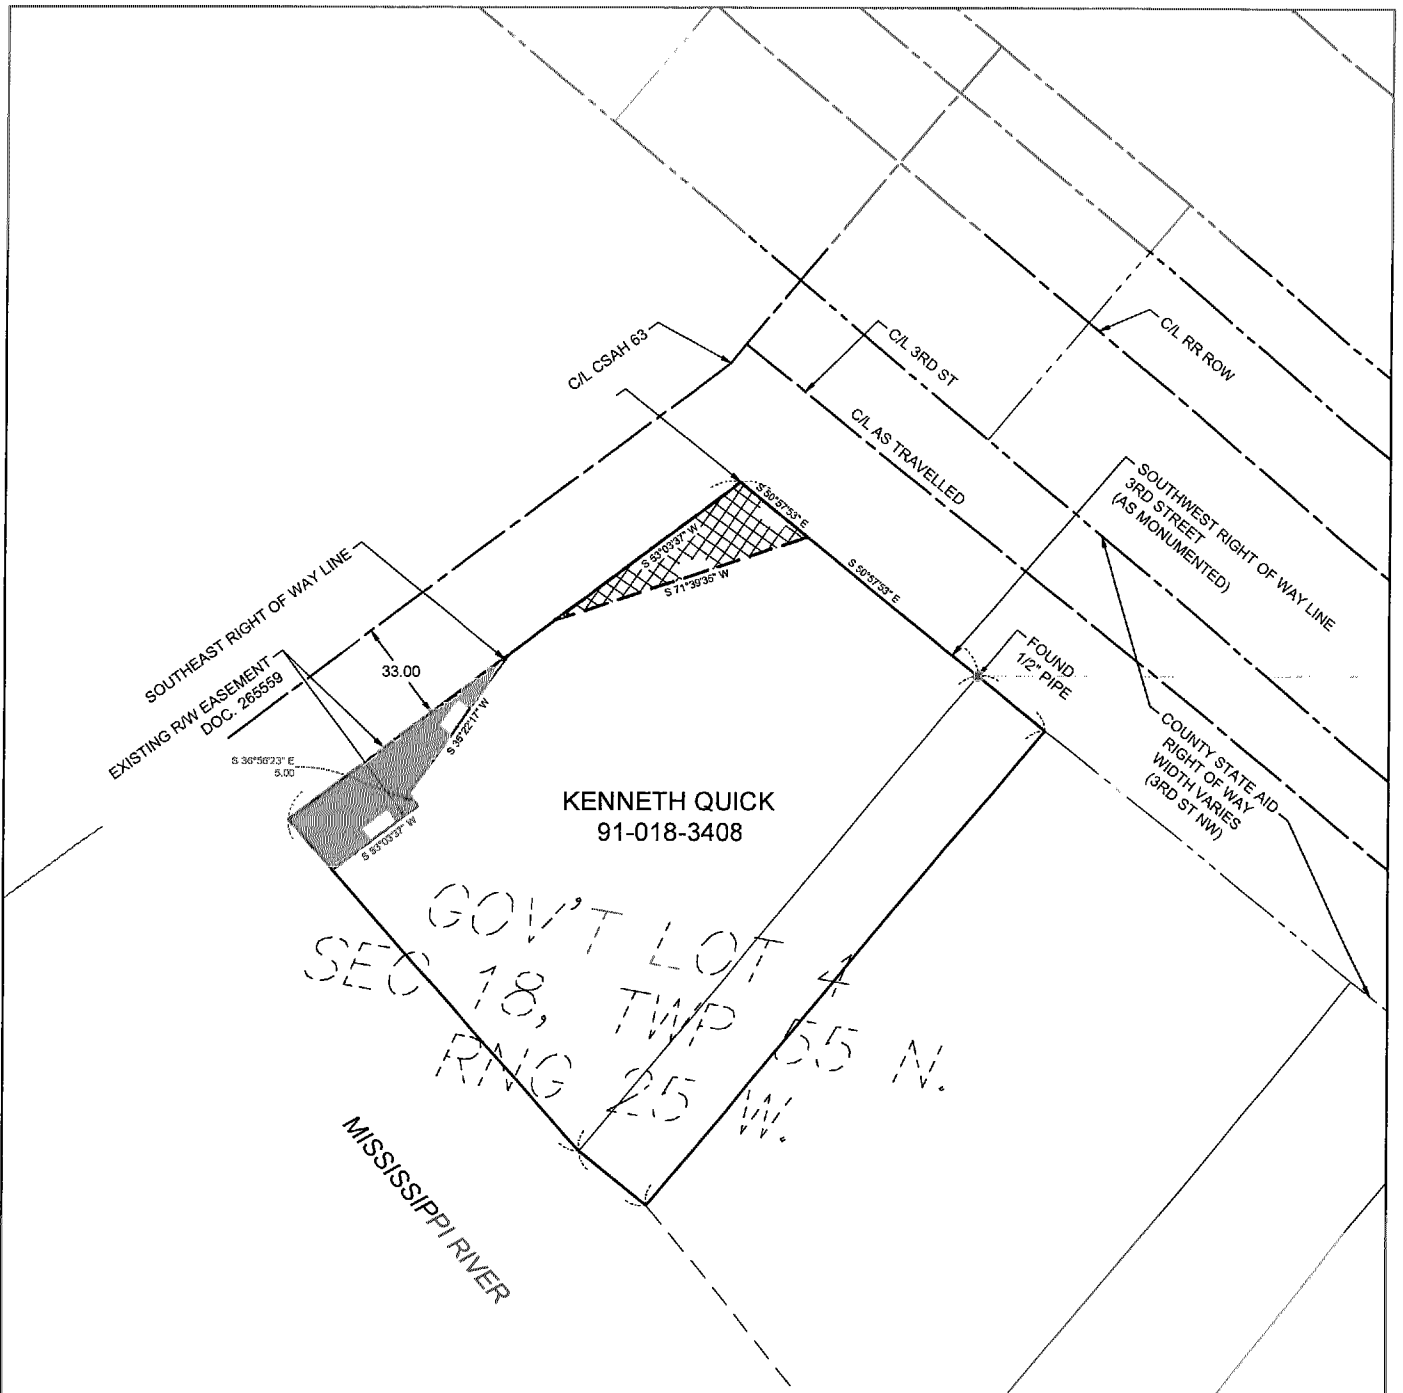 C/L CSAH 63
C/L 3RD ST
C/L RR ROW
C/L AS TRAVELLED
SOUTHWEST RIGHT OF WAY LINE
3RD STREET
(AS MONUMENTED)
S 50°57'53" E
S 53°03'37" W
S 71°39'35" W
S 50°57'53" E
SOUTHEAST RIGHT OF WAY LINE
33.00
EXISTING R/W EASEMENT
DOC. 265559
FOUND
1/2" PIPE
S 36°56'23" E
5.00
S 35°22'17" W
S 53°03'37" W
COUNTY STATE AID
RIGHT OF WAY
WIDTH VARIES
(3RD ST NW)
KENNETH QUICK
91-018-3408
GOV'T LOT 4
SEC 18, TWP 55 N.
RNG 25 W.
MISSISSIPPI RIVER